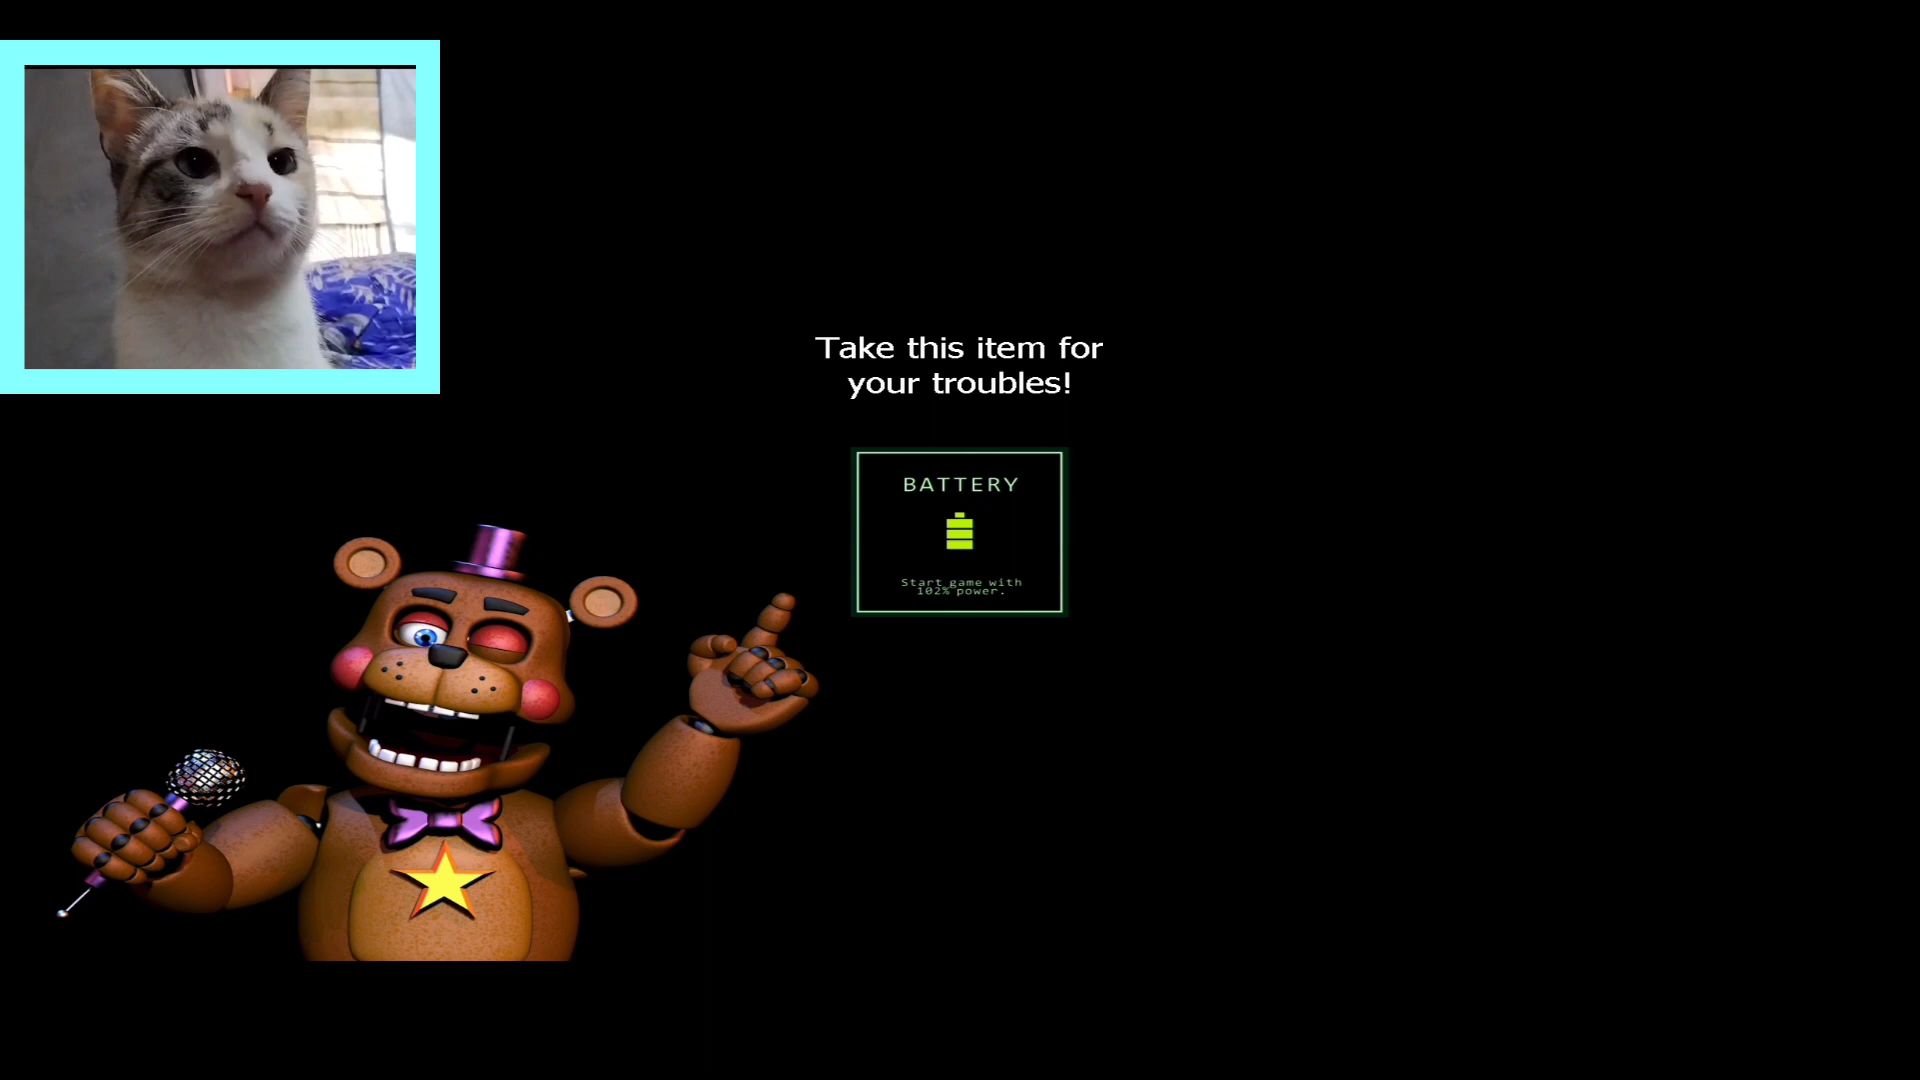 Take this item for
your troubles!
BATTERY
Start game with
102% power.